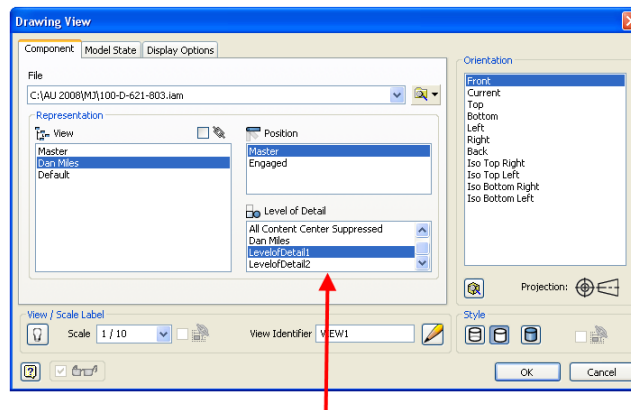 Drawing View
Component Model State Display Options
File
C:\AU 2008\MJ\100-D-621-803.iam
Representation
View
Master
Dan Miles
Default
Position
Master
Engaged
Level of Detail
All Content Center Suppressed
Dan Miles
LevelofDetail1
LevelofDetail2
Orientation
Front
Current
Top
Bottom
Left
Right
Back
Iso Top Right
Iso Top Left
Iso Bottom Right
Iso Bottom Left
Projection:
View / Scale Label
Scale 1 / 10 View Identifier VIEW1
Style
OK Cancel